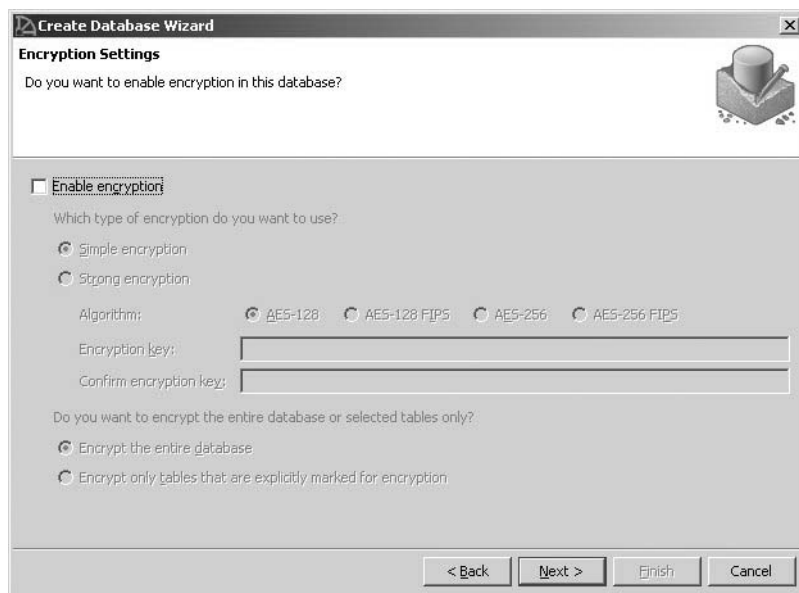 Create Database Wizard
Encryption Settings
Do you want to enable encryption in this database?
Enable encryption
Which type of encryption do you want to use?
Simple encryption
Strong encryption
Algorithm: AES-128 AES-128 FIPS AES-256 AES-256 FIPS
Encryption key:
Confirm encryption key:
Do you want to encrypt the entire database or selected tables only?
Encrypt the entire database
Encrypt only tables that are explicitly marked for encryption
< Back Next > Finish Cancel